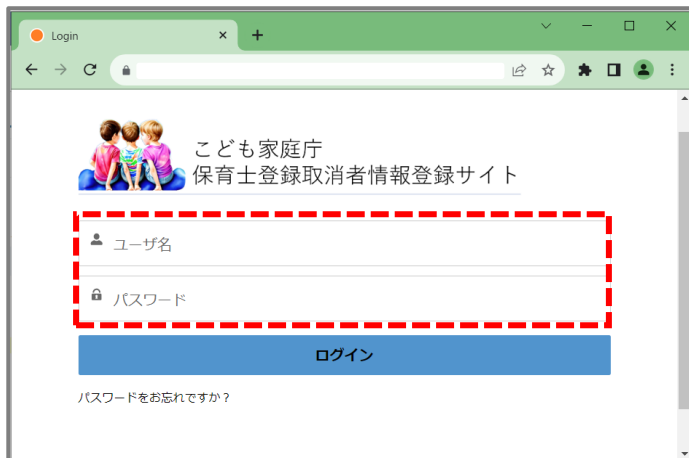 Login
こども家庭庁
保育士登録取消者情報登録サイト
ユーザ名
パスワード
ログイン
パスワードをお忘れですか？